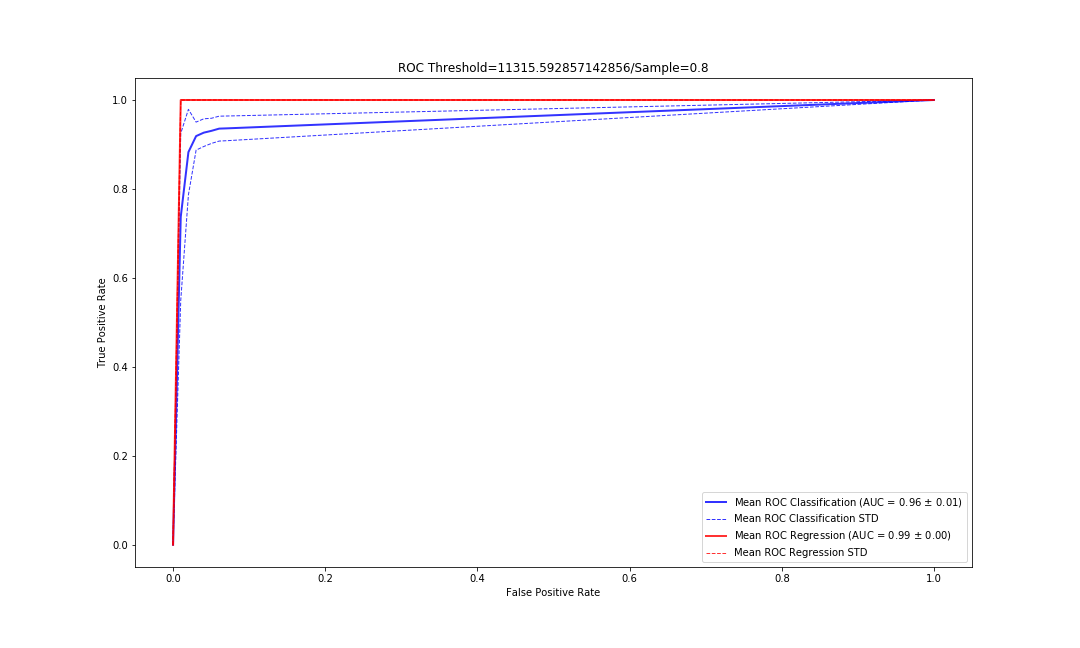 ROC Threshold=11315.592857142856/Sample=0.8
1.0
0.8
0.6
0.4
0.2
0.0
True Positive Rate
0.0 0.2 0.4 0.6 0.8 1.0
False Positive Rate
Mean ROC Classification (AUC = 0.96 ± 0.01)
Mean ROC Classification STD
Mean ROC Regression (AUC = 0.99 ± 0.00)
Mean ROC Regression STD